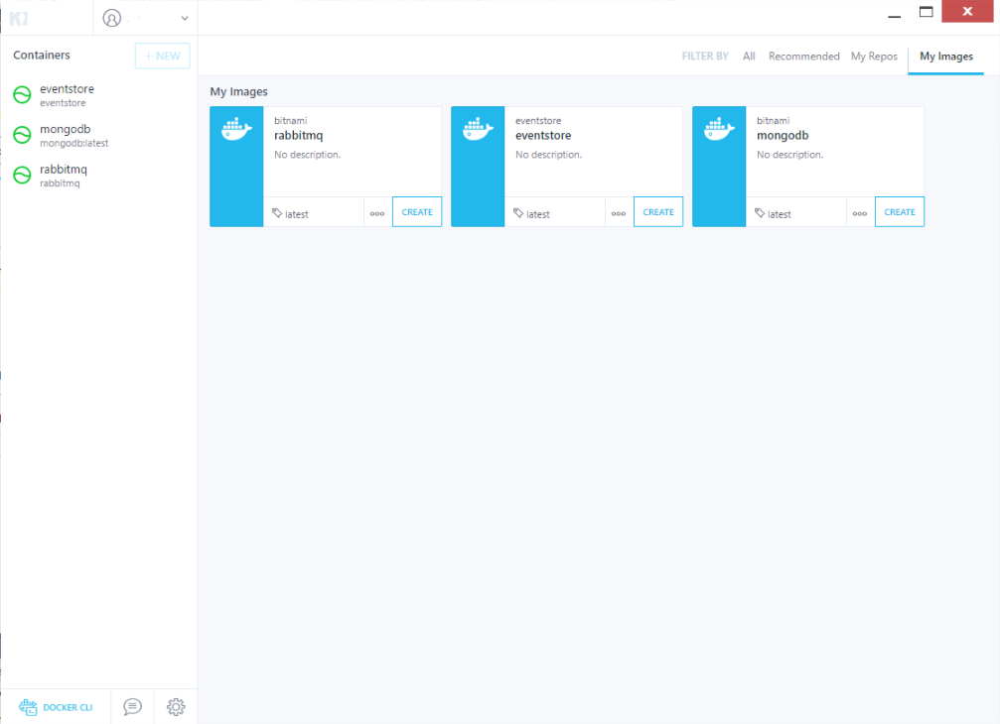 Containers
+ NEW
eventstore
eventstore
mongodb
mongodb:latest
rabbitmq
rabbitmq
DOCKER CLI
FILTER BY All Recommended My Repos My Images
My Images
bitnami
rabbitmq
No description.
latest
CREATE
eventstore
eventstore
No description.
latest
CREATE
bitnami
mongodb
No description.
latest
CREATE